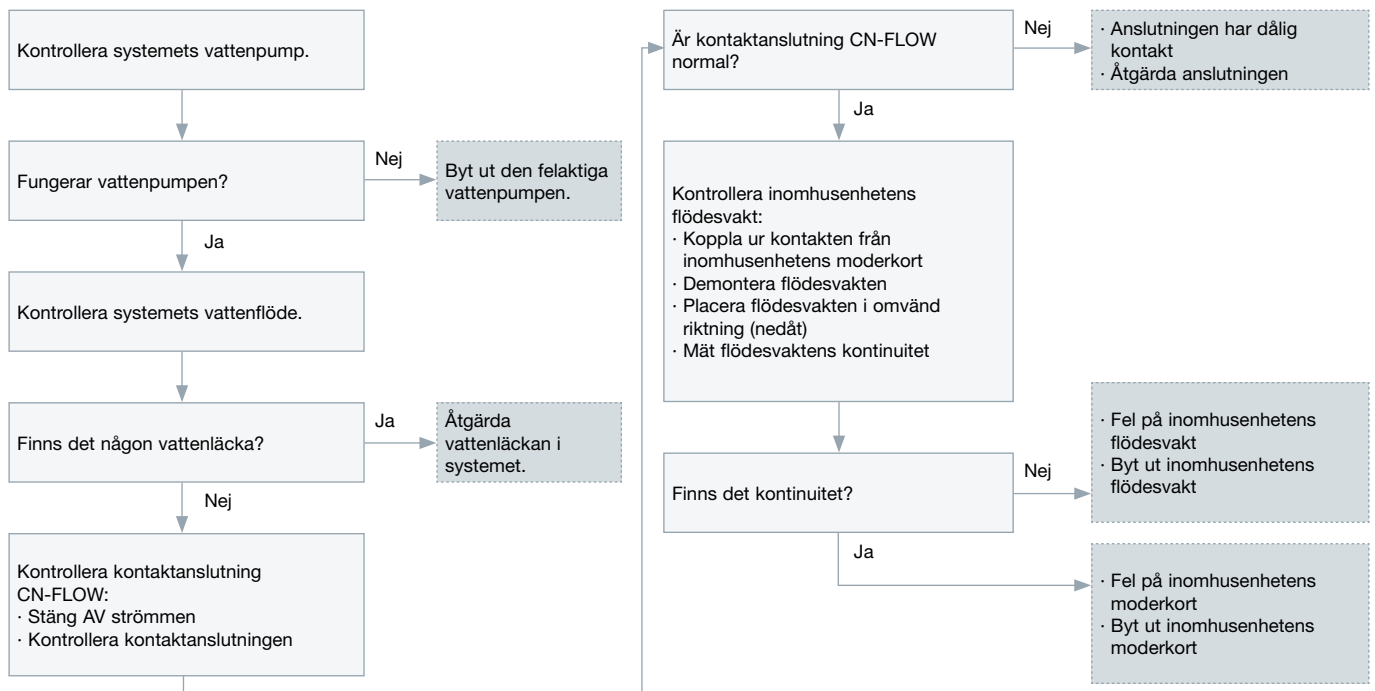 Kontrollera systemets vattenpump.
Fungerar vattenpumpen?
Nej
Byt ut den felaktiga
vattenpumpen.
Ja
Kontrollera systemets vattenflöde.
Finns det någon vattenläcka?
Ja
Åtgärda
vattenläckan i
systemet.
Nej
Kontrollera kontaktanslutning
CN-FLOW:
· Stäng AV strömmen
· Kontrollera kontaktanslutningen
Är kontaktanslutning CN-FLOW
normal?
Nej
· Anslutningen har dålig
kontakt
· Åtgärda anslutningen
Ja
Kontrollera inomhusenhetens
flödesvakt:
· Koppla ur kontakten från
inomhusenhetens moderkort
· Demontera flödesvakten
· Placera flödesvakten i omvänd
riktning (nedåt)
· Mät flödesvaktens kontinuitet
Finns det kontinuitet?
Nej
· Fel på inomhusenhetens
flödesvakt
· Byt ut inomhusenhetens
flödesvakt
Ja
· Fel på inomhusenhetens
moderkort
· Byt ut inomhusenhetens
moderkort